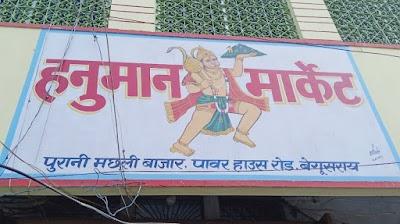 हनुमान मार्केट
पुरानी मछली बाजार. पावर हाउस रोड. बेगूसराय